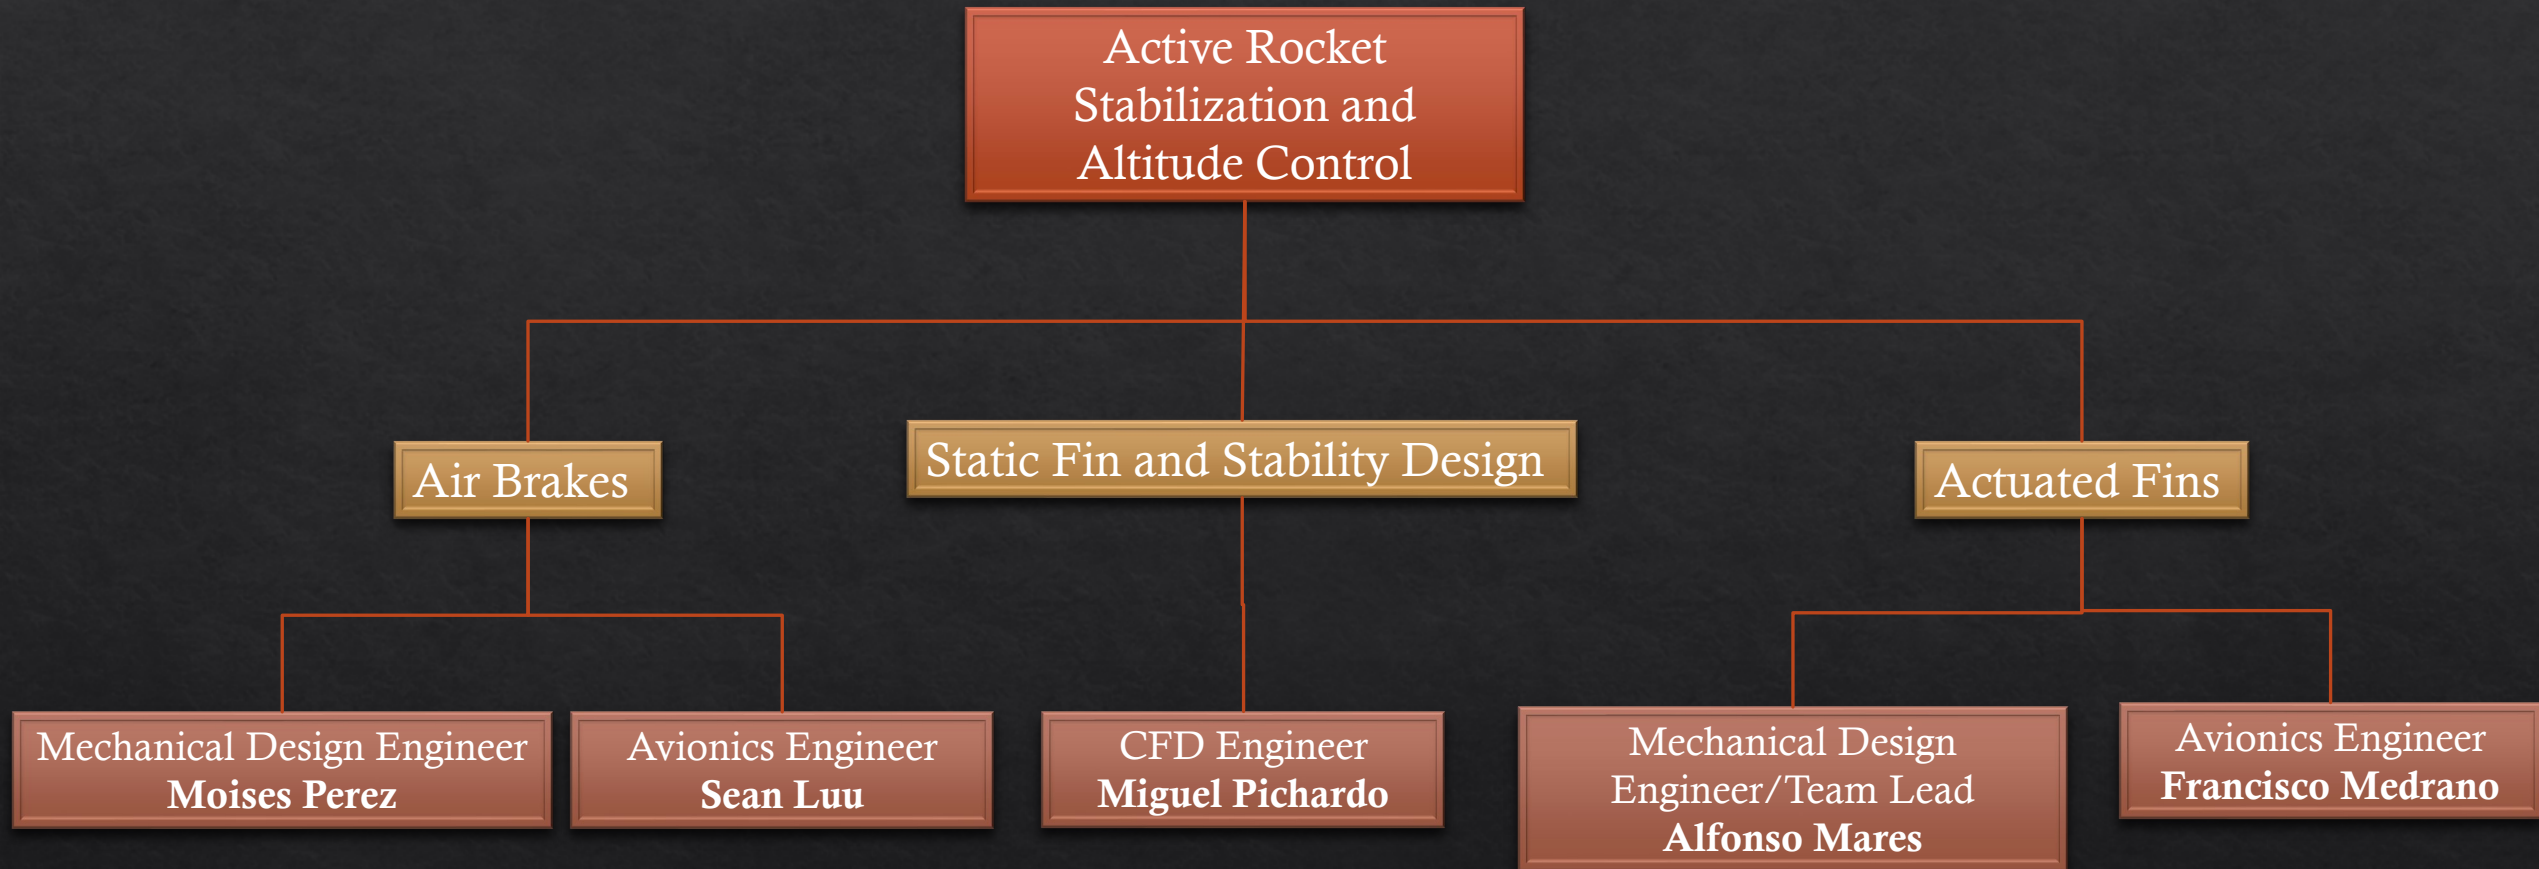 Active Rocket
Stabilization and
Altitude Control
Air Brakes
Static Fin and Stability Design
Actuated Fins
Mechanical Design Engineer
Moises Perez
Avionics Engineer
Sean Luu
CFD Engineer
Miguel Pichardo
Mechanical Design
Engineer/Team Lead
Alfonso Mares
Avionics Engineer
Francisco Medrano